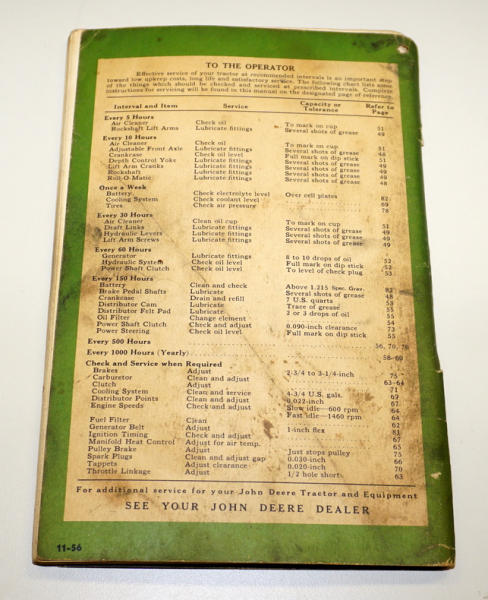 TO THE OPERATOR
Effective service of your tractor at recommended intervals is an important step
toward low upkeep costs, long life and satisfactory service. The following chart lists some
of the things which should be checked and serviced at prescribed intervals. Complete
instructions for servicing will be found in this manual on the designated page of reference.
Interval and Item Service Capacity or Tolerance Refer to Page
Every 5 Hours
Air Cleaner Check oil To mark on cup 51
Rockshaft Lift Arms Lubricate fittings Several shots of grease 49
Every 10 Hours
Air Cleaner Check oil To mark on cup 51
Adjustable Front Axle Lubricate fittings Several shots of grease 48
Crankcase Check oil level Full mark on dip stick 51
Depth Control Yoke Lubricate fittings Several shots of grease 49
Lift Arm Cranks Lubricate fittings Several shots of grease 49
Rockshaft Lubricate fittings Several shots of grease 49
Roll-O-Matic Lubricate fittings Several shots of grease 48
Once a Week
Battery Check electrolyte level Over cell plates 82
Cooling System Check coolant level 69
Tires Check air pressure 78
Every 30 Hours
Air Cleaner Clean oil cup To mark on cup 51
Draft Links Lubricate fittings Several shots of grease 49
Hydraulic Levers Lubricate fittings Several shots of grease 49
Lift Arm Screws Lubricate fittings Several shots of grease 49
Every 60 Hours
Generator Lubricate fittings 8 to 10 drops of oil 52
Hydraulic System Check oil level Full mark on dip stick 52
Power Shaft Clutch Check oil level To level of check plug 53
Every 150 Hours
Battery Clean and check Above 1.215 Spec. Grav. 82
Brake Pedal Shafts Lubricate Several shots of grease 48
Crankcase Drain and refill 7 U.S. quarts 53
Distributor Cam Lubricate Trace of grease 55
Distributor Felt Pad Lubricate 2 or 3 drops of oil 55
Oil Filter Change element 54
Power Shaft Clutch Check and adjust 0.090-inch clearance 73
Power Steering Check oil level Full mark on dip stick 55
Every 500 Hours 56, 70, 76
Every 1000 Hours (Yearly) 58-60
Check and Service when Required
Brakes Adjust 2-3/4 to 3-1/4-inch 75
Carburetor Clean and adjust 63-64
Clutch Adjust 71
Cooling System Clean and service 4-3/4 U.S. gals. 69
Distributor Points Clean and adjust 0.022-inch 67
Engine Speeds Check and adjust Slow idle—600 rpm 64
Fast idle—1460 rpm 64
Fuel Filter Clean 62
Generator Belt Adjust 1-inch flex 81
Ignition Timing Check and adjust 67
Manifold Heat Control Adjust for air temp. 65
Pulley Brake Adjust Just stops pulley 75
Spark Plugs Clean and adjust gap 0.030-inch 66
Tappets Adjust clearance 0.020-inch 70
Throttle Linkage Adjust 1/2 hole short 63
For additional service for your John Deere Tractor and Equipment
SEE YOUR JOHN DEERE DEALER
11-56